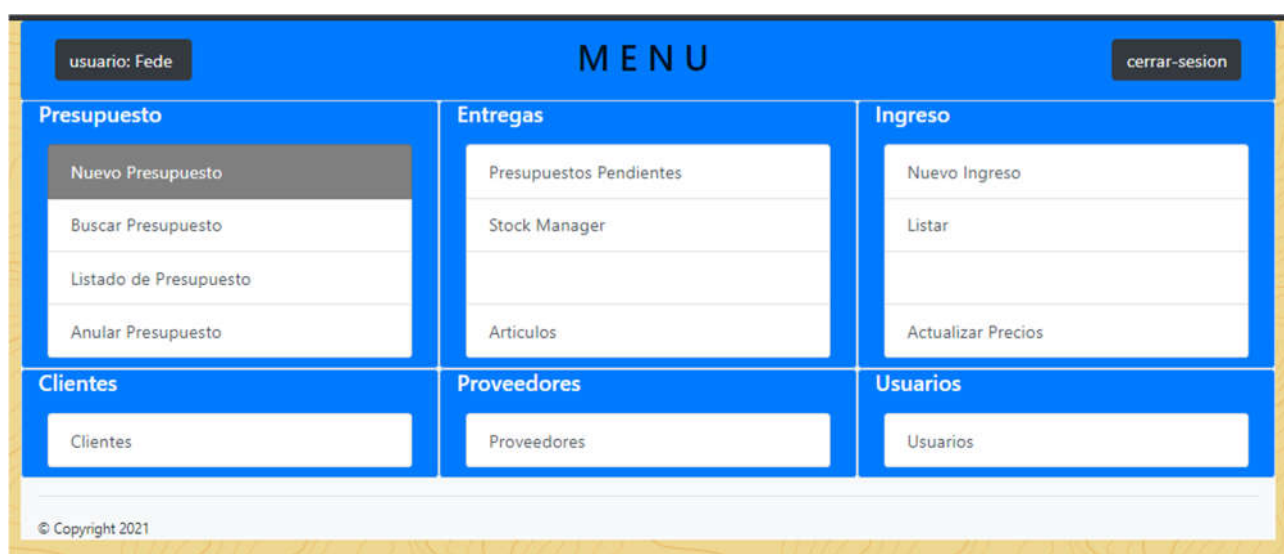 usuario: Fede
M E N U
cerrar-sesion
Presupuesto
Nuevo Presupuesto
Buscar Presupuesto
Listado de Presupuesto
Anular Presupuesto
Entregas
Presupuestos Pendientes
Stock Manager
Articulos
Ingreso
Nuevo Ingreso
Listar
Actualizar Precios
Clientes
Clientes
Proveedores
Proveedores
Usuarios
Usuarios
© Copyright 2021